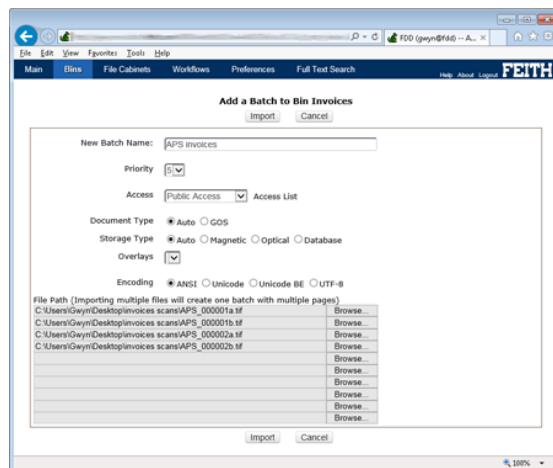 FDD (gwyn@fdd) -- A...
File Edit View Favorites Tools Help
Main Bins File Cabinets Workflows Preferences Full Text Search Help About Logout FEITH
Add a Batch to Bin Invoices
Import Cancel
New Batch Name: APS invoices
Priority 5
Access Public Access Access List
Document Type Auto GOS
Storage Type Auto Magnetic Optical Database
Overlays
Encoding ANSI Unicode Unicode BE UTF-8
File Path (Importing multiple files will create one batch with multiple pages)
C:\Users\Gwyn\Desktop\invoices scans\APS_000001a.tif Browse...
C:\Users\Gwyn\Desktop\invoices scans\APS_000001b.tif Browse...
C:\Users\Gwyn\Desktop\invoices scans\APS_000002a.tif Browse...
C:\Users\Gwyn\Desktop\invoices scans\APS_000002b.tif Browse...
Browse...
Browse...
Browse...
Browse...
Browse...
Browse...
Import Cancel
100%